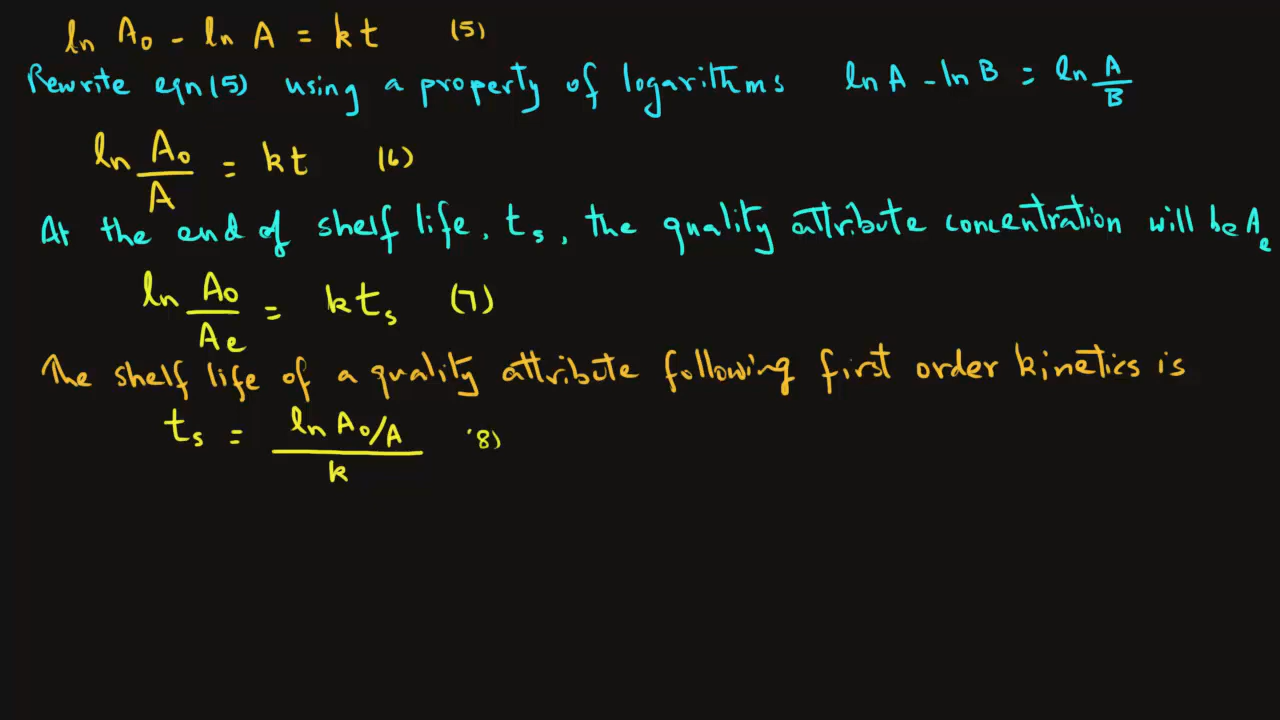 ln A₀ - ln A = kt (5)
Rewrite eqn(5) using a property of logarithms ln A - ln B = ln A/B
ln A₀/A = kt (6)
At the end of shelf life, tₛ, the quality attribute concentration will be Aₑ
ln A₀/Aₑ = ktₛ (7)
The shelf life of a quality attribute following first order kinetics is
tₛ = ln A₀/A / k (8)